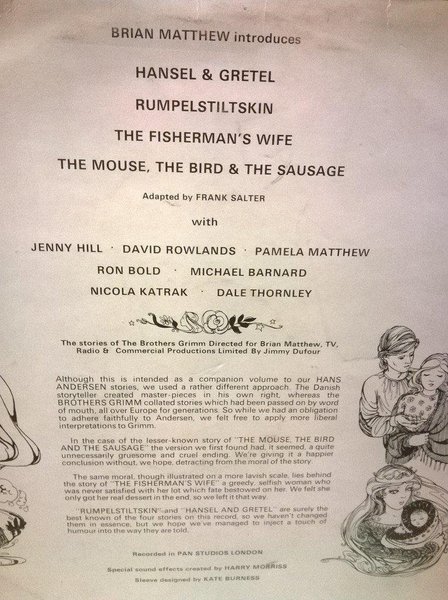 BRIAN MATTHEW introduces
HANSEL & GRETEL
RUMPELSTILTSKIN
THE FISHERMAN'S WIFE
THE MOUSE, THE BIRD & THE SAUSAGE
Adapted by FRANK SALTER
with
JENNY HILL · DAVID ROWLANDS · PAMELA MATTHEW
RON BOLD · MICHAEL BARNARD
NICOLA KATRAK · DALE THORNLEY
The stories of The Brothers Grimm Directed for Brian Matthew, TV,
Radio & Commercial Productions Limited By Jimmy Dufour
Although this is intended as a companion volume to our HANS
ANDERSEN stories, we used a rather different approach. The Danish
storyteller created master-pieces in his own right, whereas the
BROTHERS GRIMM collated stories which had been passed on by word
of mouth, all over Europe for generations. So while we had an obligation
to adhere faithfully to Andersen, we felt free to apply more liberal
interpretations to Grimm.
In the case of the lesser-known story of "THE MOUSE, THE BIRD
AND THE SAUSAGE" the version we first found had, it seemed, a quite
unnecessarily gruesome and cruel ending. We're giving it a happier
conclusion without, we hope, detracting from the moral of the story.
The same moral, though illustrated on a more lavish scale, lies behind
the story of "THE FISHERMAN'S WIFE" a greedy, selfish woman who
was never satisfied with her lot which fate bestowed on her. We felt she
only got her real dessert in the end, so we left it that way.
"RUMPELSTILTSKIN" and "HANSEL AND GRETEL" are surely the
best known of the four stories on this record, so we haven't changed
them in essence, but we hope we've managed to inject a touch of
humour into the way they are told.
Recorded in PAN STUDIOS LONDON
Special sound effects created by HARRY MORRISS
Sleeve designed by KATE BURNESS